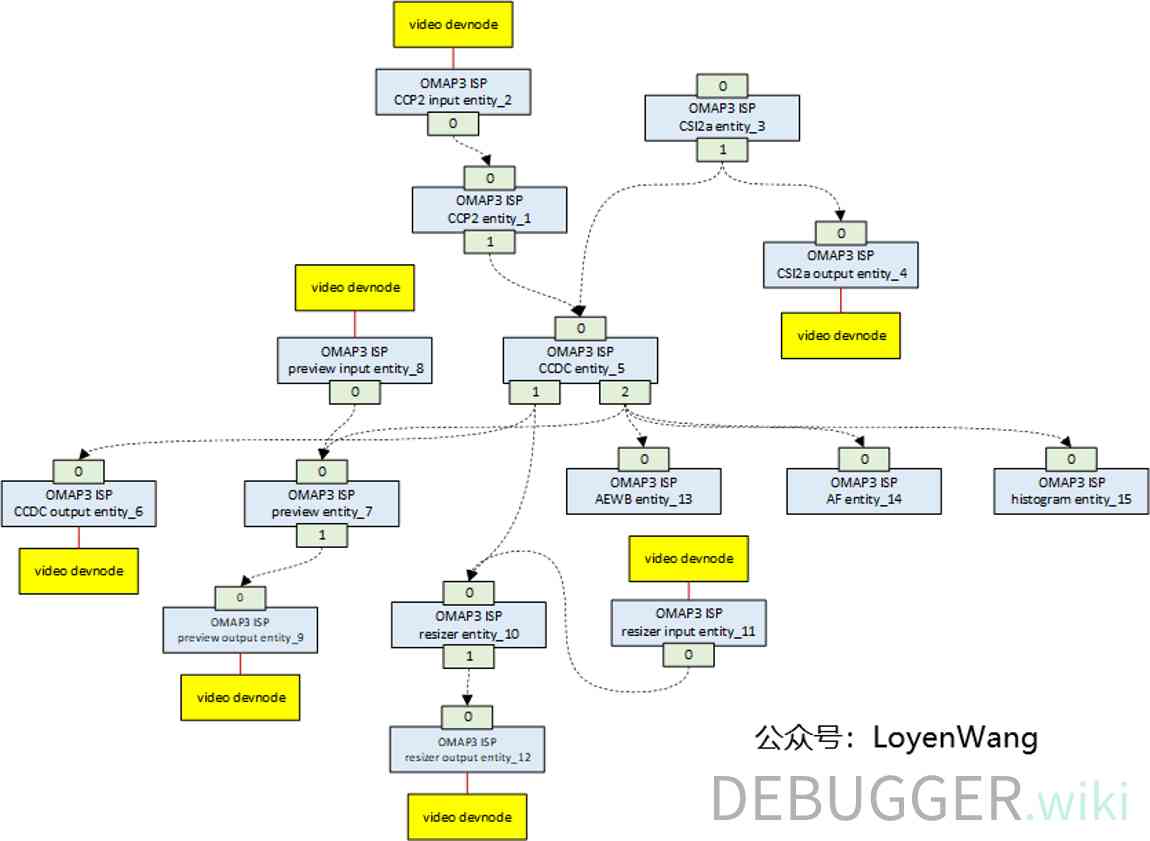 video devnode
OMAP3 ISP
CCP2 input entity_2
0
0
OMAP3 ISP
CSI2a entity_3
1
0
OMAP3 ISP
CCP2 entity_1
1
0
OMAP3 ISP
CSI2a output entity_4
video devnode
video devnode
OMAP3 ISP
preview input entity_8
0
0
OMAP3 ISP
CCDC entity_5
1
2
0
OMAP3 ISP
CCDC output entity_6
video devnode
0
OMAP3 ISP
preview entity_7
1
0
OMAP3 ISP
AEWB entity_13
0
OMAP3 ISP
AF entity_14
0
OMAP3 ISP
histogram entity_15
0
OMAP3 ISP
preview output entity_9
video devnode
0
OMAP3 ISP
resizer entity_10
1
video devnode
OMAP3 ISP
resizer input entity_11
0
0
OMAP3 ISP
resizer output entity_12
video devnode
公众号：LoyenWang
DEBUGGER.wiki